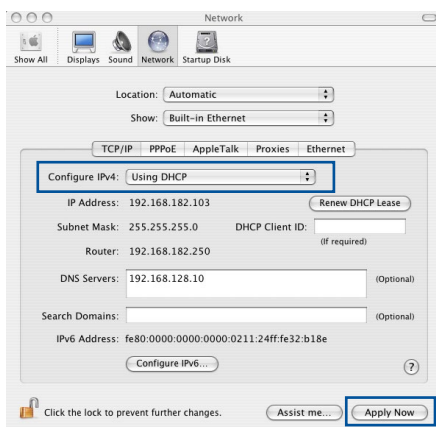 Network
Show All Displays Sound Network Startup Disk
Location: Automatic
Show: Built-in Ethernet
TCP/IP PPPoE AppleTalk Proxies Ethernet
Configure IPv4: Using DHCP
IP Address: 192.168.182.103 Renew DHCP Lease
Subnet Mask: 255.255.255.0 DHCP Client ID:
(If required)
Router: 192.168.182.250
DNS Servers: 192.168.128.10 (Optional)
Search Domains: (Optional)
IPv6 Address: fe80:0000:0000:0000:0211:24ff:fe32:b18e
Configure IPv6... ?
Click the lock to prevent further changes. Assist me... Apply Now